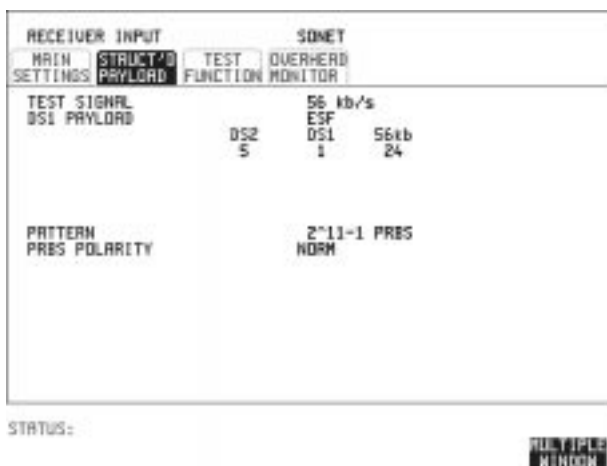 RECEIVER INPUT SONET
MAIN SETTINGS STRUCT'D PAYLOAD TEST FUNCTION OVERHEAD MONITOR
TEST SIGNAL 56 kb/s
DS1 PAYLOAD ESF
DS2 DS1 56kb
5 1 24
PATTERN 2^11-1 PRBS
PRBS POLARITY NORM
STATUS:
MULTIPLE
WINDOW